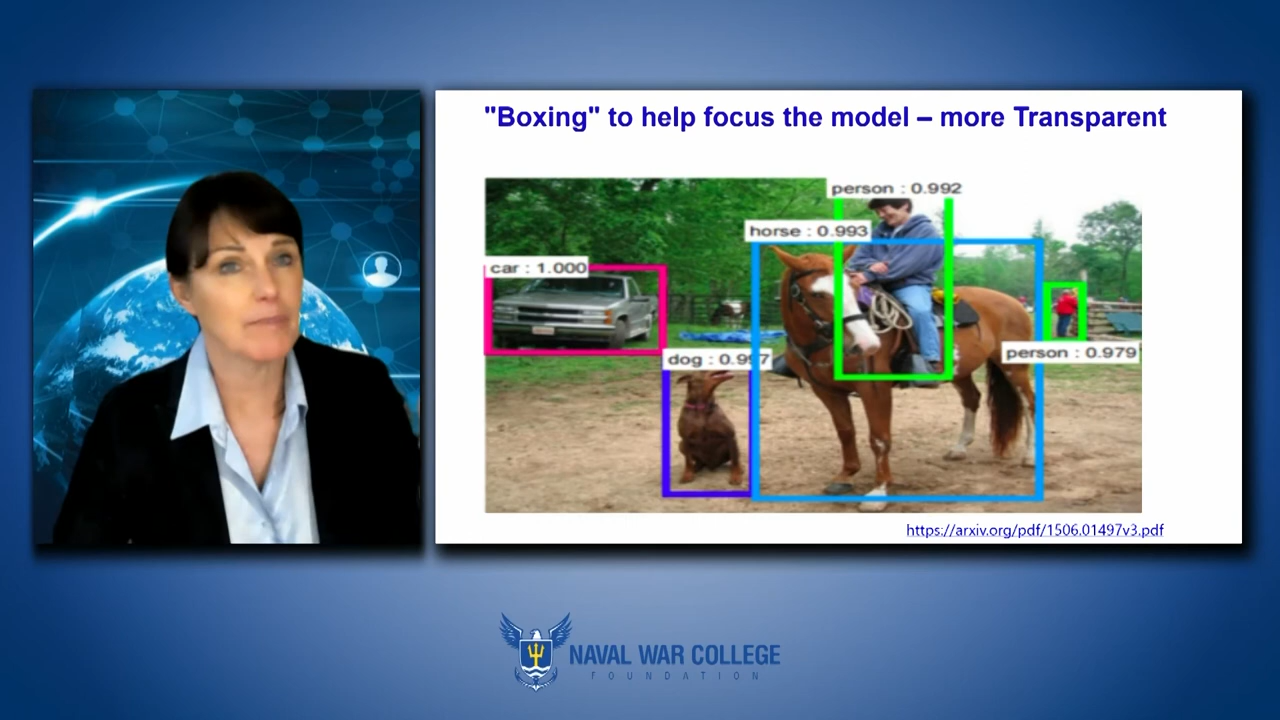 "Boxing" to help focus the model – more Transparent
person : 0.992
horse : 0.993
car : 1.000
dog : 0.997
person : 0.979
https://arxiv.org/pdf/1506.01497v3.pdf
NAVAL WAR COLLEGE
FOUNDATION